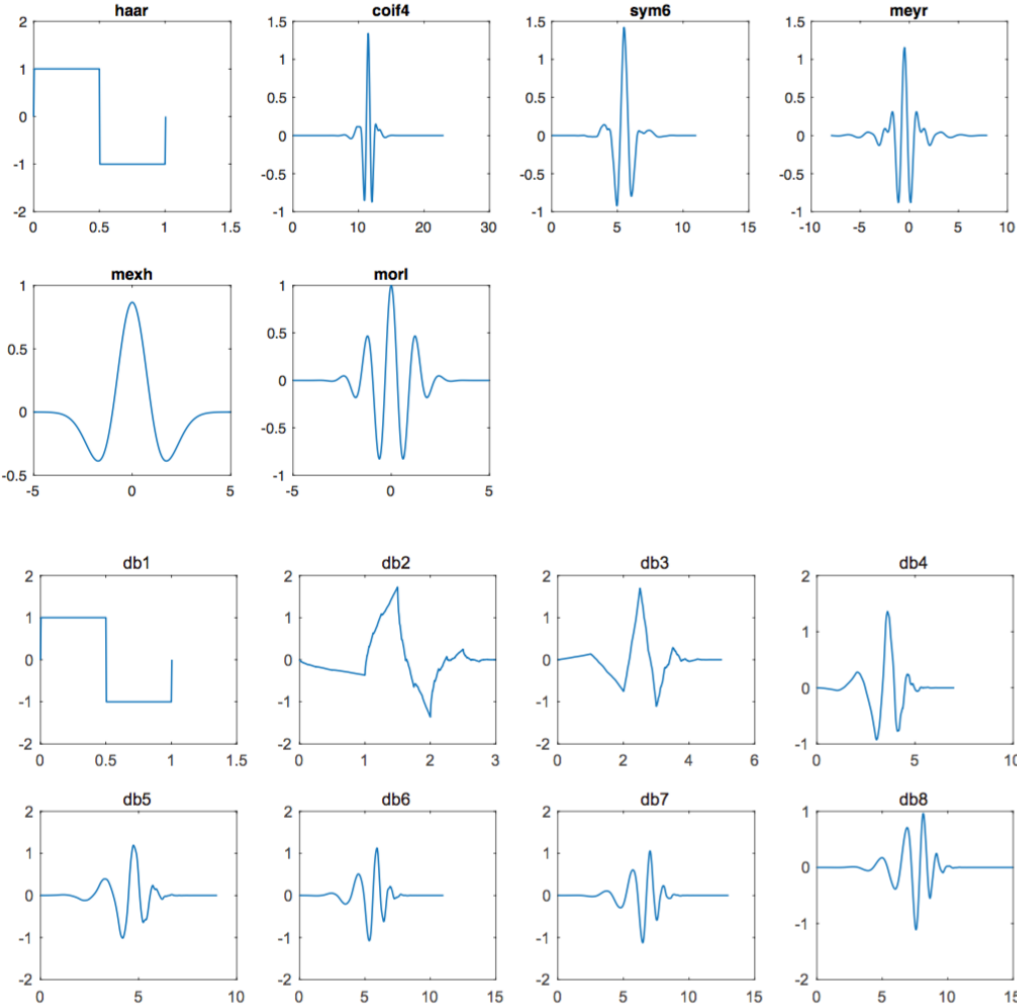 haar coif4 sym6 meyr
2 1.5 1.5 1.5
1 1 1 1
0.5 0.5 0.5
0 0 0 0
-1 -0.5 -0.5 -0.5
-2 -1 -1 -1
0 0.5 1 1.5 0 10 20 30 0 5 10 15 -10 -5 0 5 10
mexh morl
1 1
0.5 0.5
0 0
-0.5
-0.5 -1
-5 0 5 -5 0 5
db1 db2 db3 db4
2 2 2 2
1 1 1 1
0 0 0 0
-1 -1 -1
-2 -2 -2 -1
0 0.5 1 1.5 0 1 2 3 0 2 4 6 0 5 10
db5 db6 db7 db8
2 2 2 1
1 1 1 0
0 0 0
-1 -1 -1 -1
-2 -2 -2 -2
0 5 10 0 5 10 15 0 5 10 15 0 5 10 15